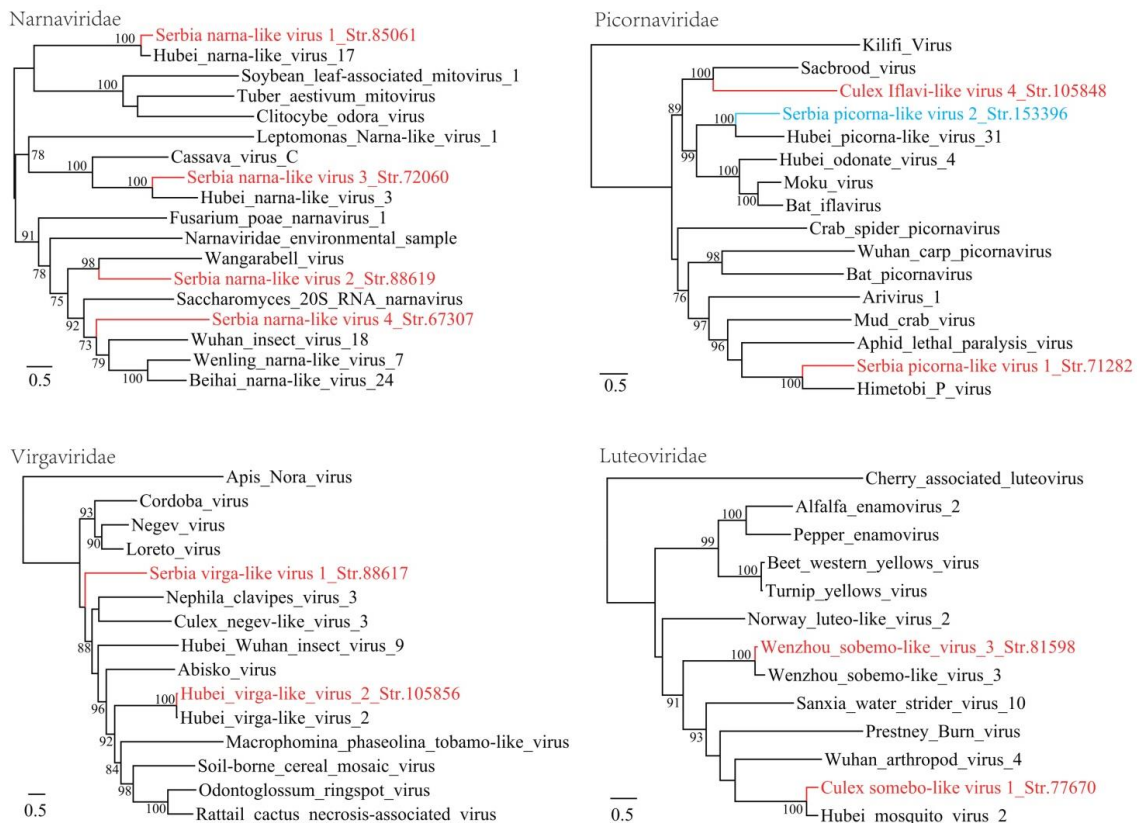 Narnaviridae
100
Serbia narna-like virus 1_Str.85061
Hubei_narna-like_virus_17
100
Soybean_leaf-associated_mitovirus_1
Tuber_aestivum_mitovirus
Clitocybe_odora_virus
Leptomonas_Narna-like_virus_1
78
Cassava_virus_C
100
Serbia narna-like virus 3_Str.72060
Hubei_narna-like_virus_3
Fusarium_poae_narnavirus_1
91
Narnaviridae_environmental_sample
78
Wangarabell_virus
98
Serbia narna-like virus 2_Str.88619
75
Saccharomyces_20S_RNA_narnavirus
92
Serbia narna-like virus 4_Str.67307
73
Wuhan_insect_virus_18
79
Wenling_narna-like_virus_7
100
Beihai_narna-like_virus_24
0.5
Picornaviridae
Kilifi_Virus
Sacbrood_virus
100
Culex Iflavi-like virus 4_Str.105848
89
Serbia picorna-like virus 2_Str.153396
100
Hubei_picorna-like_virus_31
99
Hubei_odonate_virus_4
Moku_virus
100
100
Bat_iflavirus
Crab_spider_picornavirus
Wuhan_carp_picornavirus
98
Bat_picornavirus
76
Arivirus_1
97
Mud_crab_virus
96
Aphid_lethal_paralysis_virus
Serbia picorna-like virus 1_Str.71282
100
Himetobi_P_virus
0.5
Virgaviridae
Apis_Nora_virus
Cordoba_virus
93
Negev_virus
90
Loreto_virus
Serbia virga-like virus 1_Str.88617
Nephila_clavipes_virus_3
Culex_negev-like_virus_3
88
Hubei_Wuhan_insect_virus_9
Abisko_virus
100
Hubei_virga-like_virus_2_Str.105856
96
Hubei_virga-like_virus_2
92
Macrophomina_phaseolina_tobamo-like_virus
84
Soil-borne_cereal_mosaic_virus
98
Odontoglossum_ringspot_virus
100
Rattail_cactus_necrosis-associated_virus
0.5
Luteoviridae
Cherry_associated_luteovirus
Alfalfa_enamovirus_2
100
Pepper_enamovirus
99
Beet_western_yellows_virus
100
Turnip_yellows_virus
Norway_luteo-like_virus_2
Wenzhou_sobemo-like_virus_3_Str.81598
100
Wenzhou_sobemo-like_virus_3
91
Sanxia_water_strider_virus_10
93
Prestney_Burn_virus
Wuhan_arthropod_virus_4
Culex somebo-like virus 1_Str.77670
100
Hubei_mosquito_virus_2
0.5